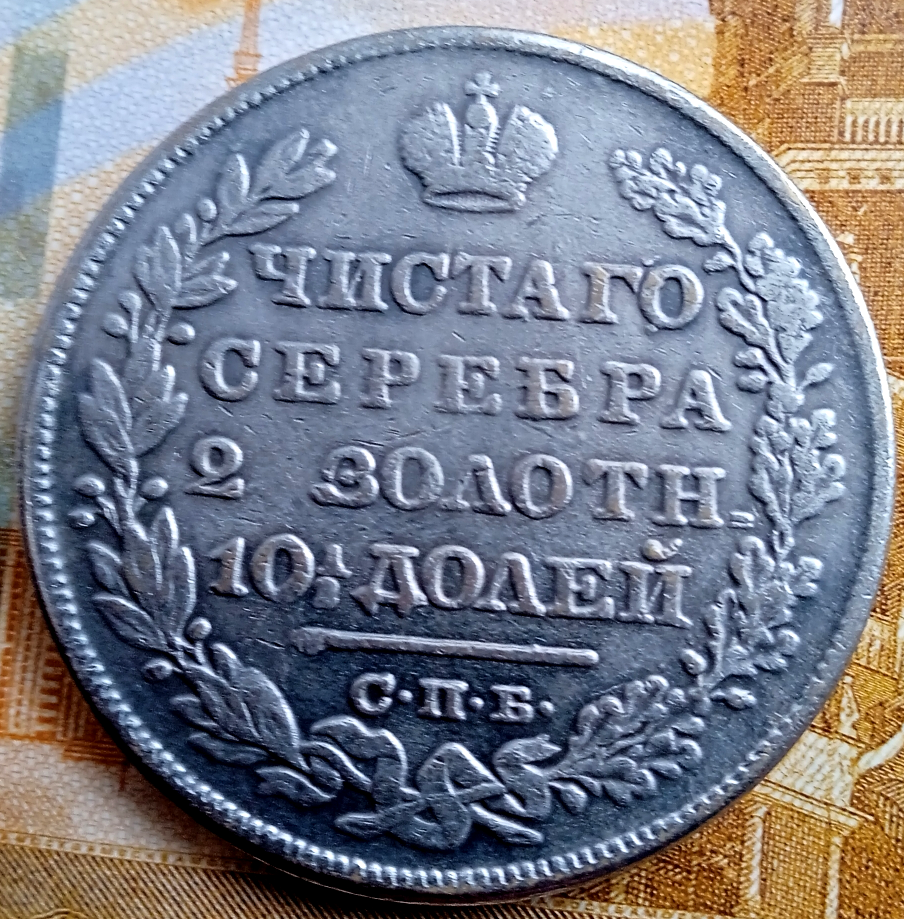 ЧИСТАГО
СЕРЕБРА
2 ЗОЛОТН.
10½ ДОЛЕЙ
С·П·Б·